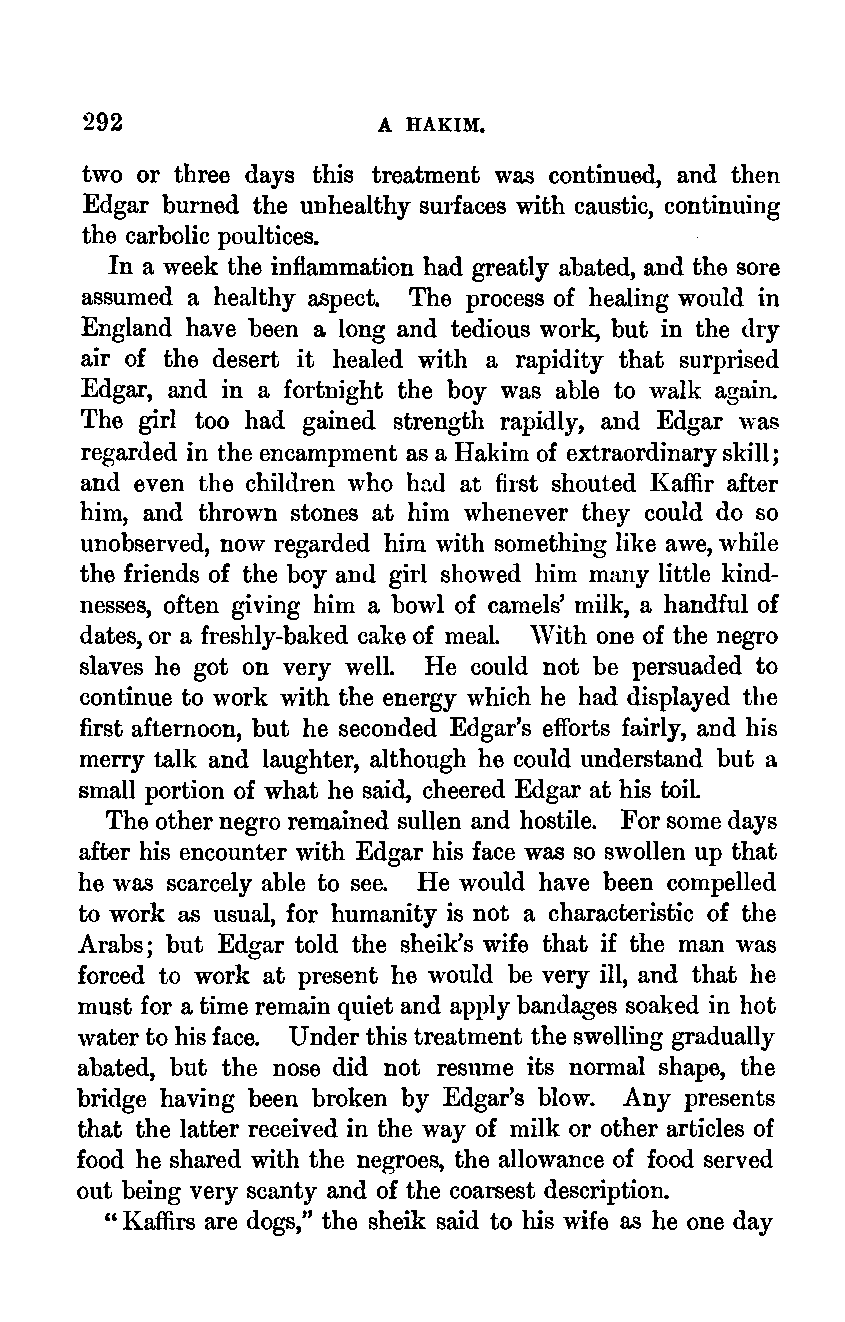 292 A HAKIM.
two or three days this treatment was continued, and then
Edgar burned the unhealthy surfaces with caustic, continuing
the carbolic poultices.
In a week the inflammation had greatly abated, and the sore
assumed a healthy aspect. The process of healing would in
England have been a long and tedious work, but in the dry
air of the desert it healed with a rapidity that surprised
Edgar, and in a fortnight the boy was able to walk again.
The girl too had gained strength rapidly, and Edgar was
regarded in the encampment as a Hakim of extraordinary skill;
and even the children who had at first shouted Kaffir after
him, and thrown stones at him whenever they could do so
unobserved, now regarded him with something like awe, while
the friends of the boy and girl showed him many little kind-
nesses, often giving him a bowl of camels' milk, a handful of
dates, or a freshly-baked cake of meal. With one of the negro
slaves he got on very well. He could not be persuaded to
continue to work with the energy which he had displayed the
first afternoon, but he seconded Edgar's efforts fairly, and his
merry talk and laughter, although he could understand but a
small portion of what he said, cheered Edgar at his toil.
The other negro remained sullen and hostile. For some days
after his encounter with Edgar his face was so swollen up that
he was scarcely able to see. He would have been compelled
to work as usual, for humanity is not a characteristic of the
Arabs; but Edgar told the sheik's wife that if the man was
forced to work at present he would be very ill, and that he
must for a time remain quiet and apply bandages soaked in hot
water to his face. Under this treatment the swelling gradually
abated, but the nose did not resume its normal shape, the
bridge having been broken by Edgar's blow. Any presents
that the latter received in the way of milk or other articles of
food he shared with the negroes, the allowance of food served
out being very scanty and of the coarsest description.
"Kaffirs are dogs," the sheik said to his wife as he one day